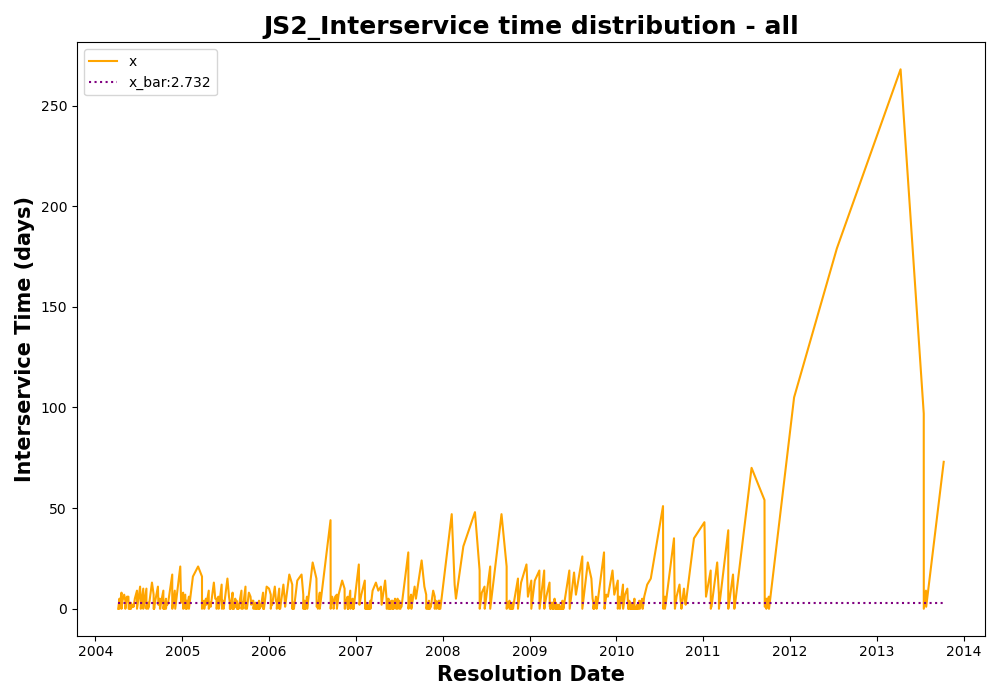 JS2_Interservice time distribution - all
x
x_bar:2.732
Interservice Time (days)
250
200
150
100
50
0
2004 2005 2006 2007 2008 2009 2010 2011 2012 2013 2014
Resolution Date